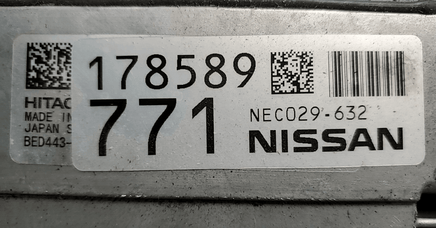 178589
771
NEC029-632
NISSAN
HITAC
MADE IN
JAPAN S
BED443-